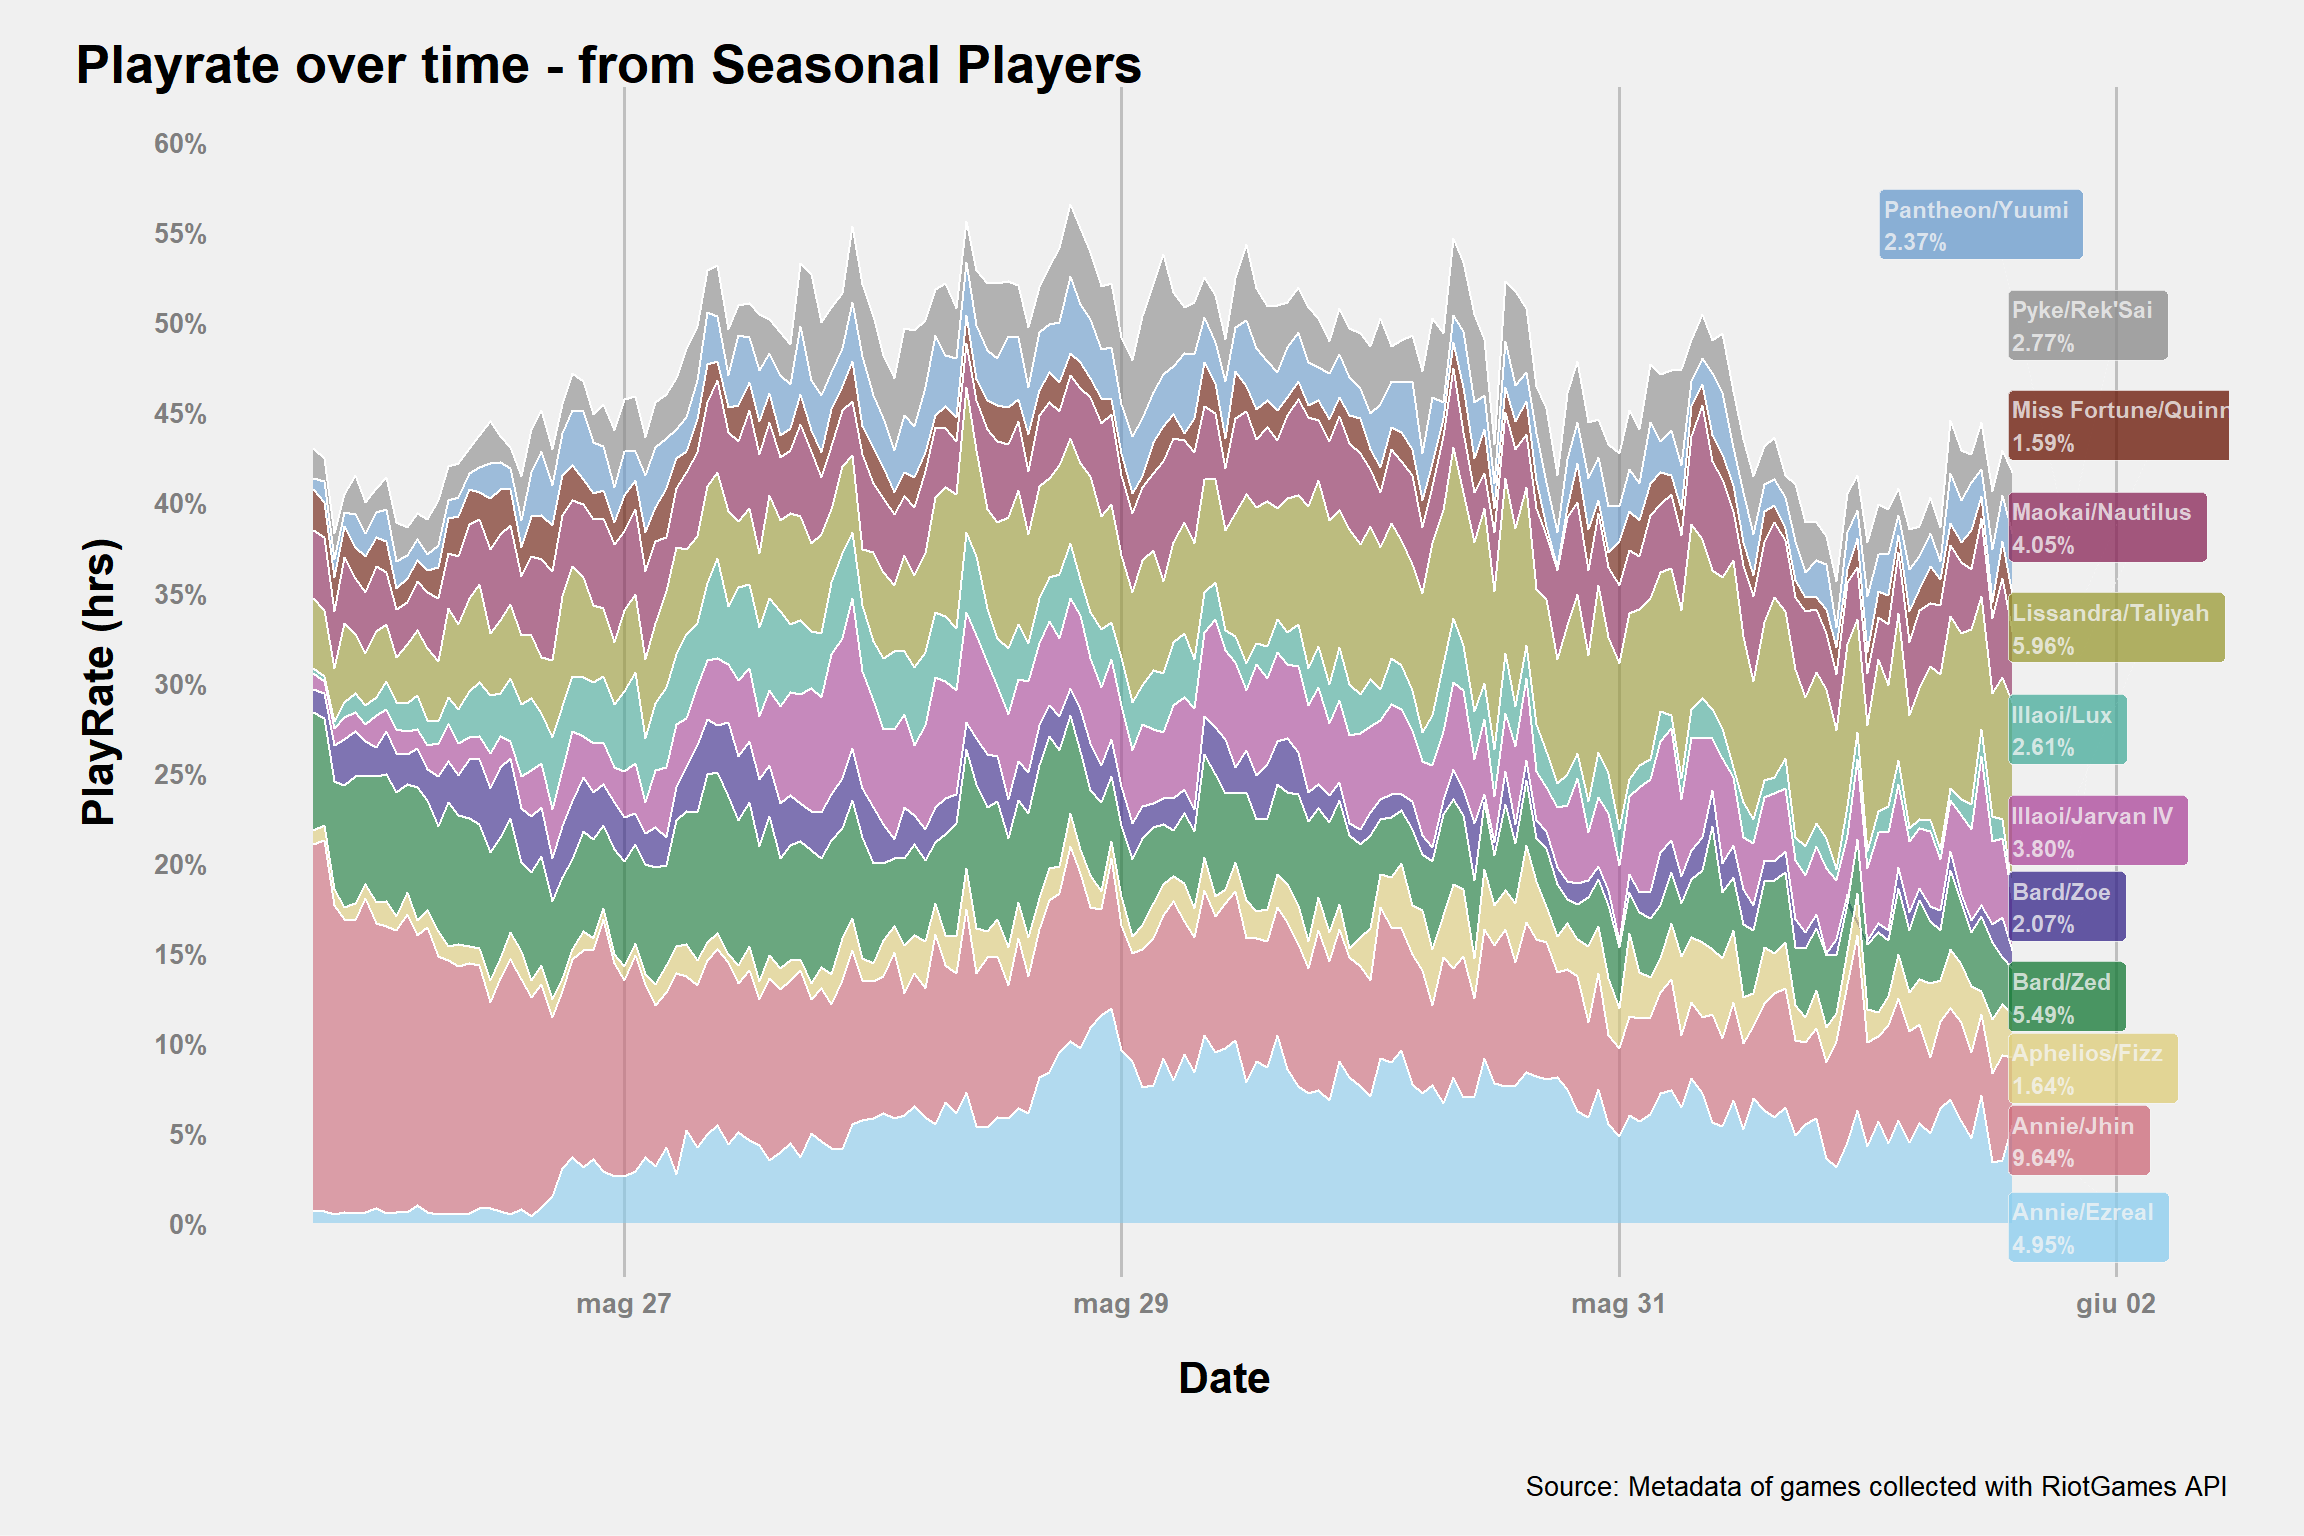 Playrate over time - from Seasonal Players
PlayRate (hrs)
60%
55%
50%
45%
40%
35%
30%
25%
20%
15%
10%
5%
0%
Pantheon/Yuumi
2.37%
Pyke/Rek'Sai
2.77%
Miss Fortune/Quinn
1.59%
Maokai/Nautilus
4.05%
Lissandra/Taliyah
5.96%
Illaoi/Lux
2.61%
Illaoi/Jarvan IV
3.80%
Bard/Zoe
2.07%
Bard/Zed
5.49%
Aphelios/Fizz
1.64%
Annie/Jhin
9.64%
Annie/Ezreal
4.95%
mag 27
mag 29
mag 31
giu 02
Date
Source: Metadata of games collected with RiotGames API